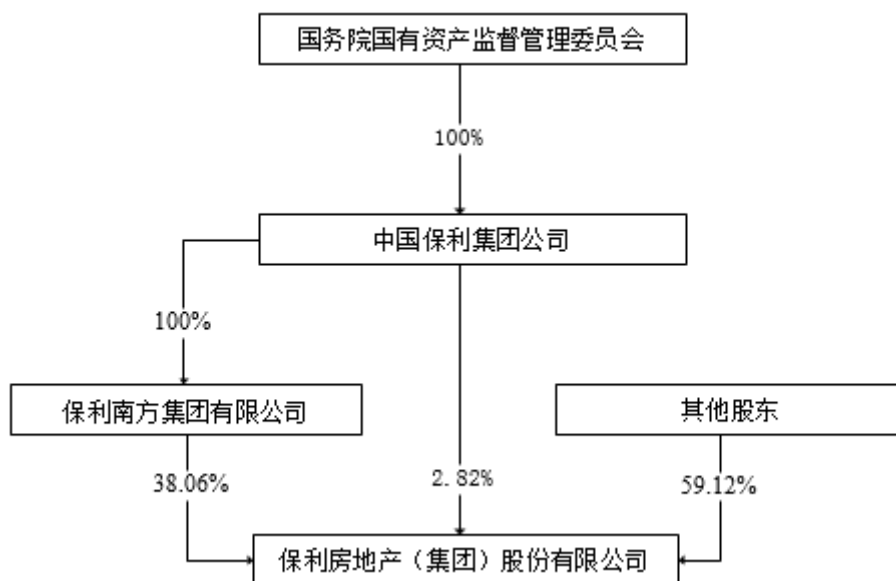 国务院国有资产监督管理委员会
100%
中国保利集团公司
100%
保利南方集团有限公司
其他股东
38.06%
2.82%
59.12%
保利房地产（集团）股份有限公司